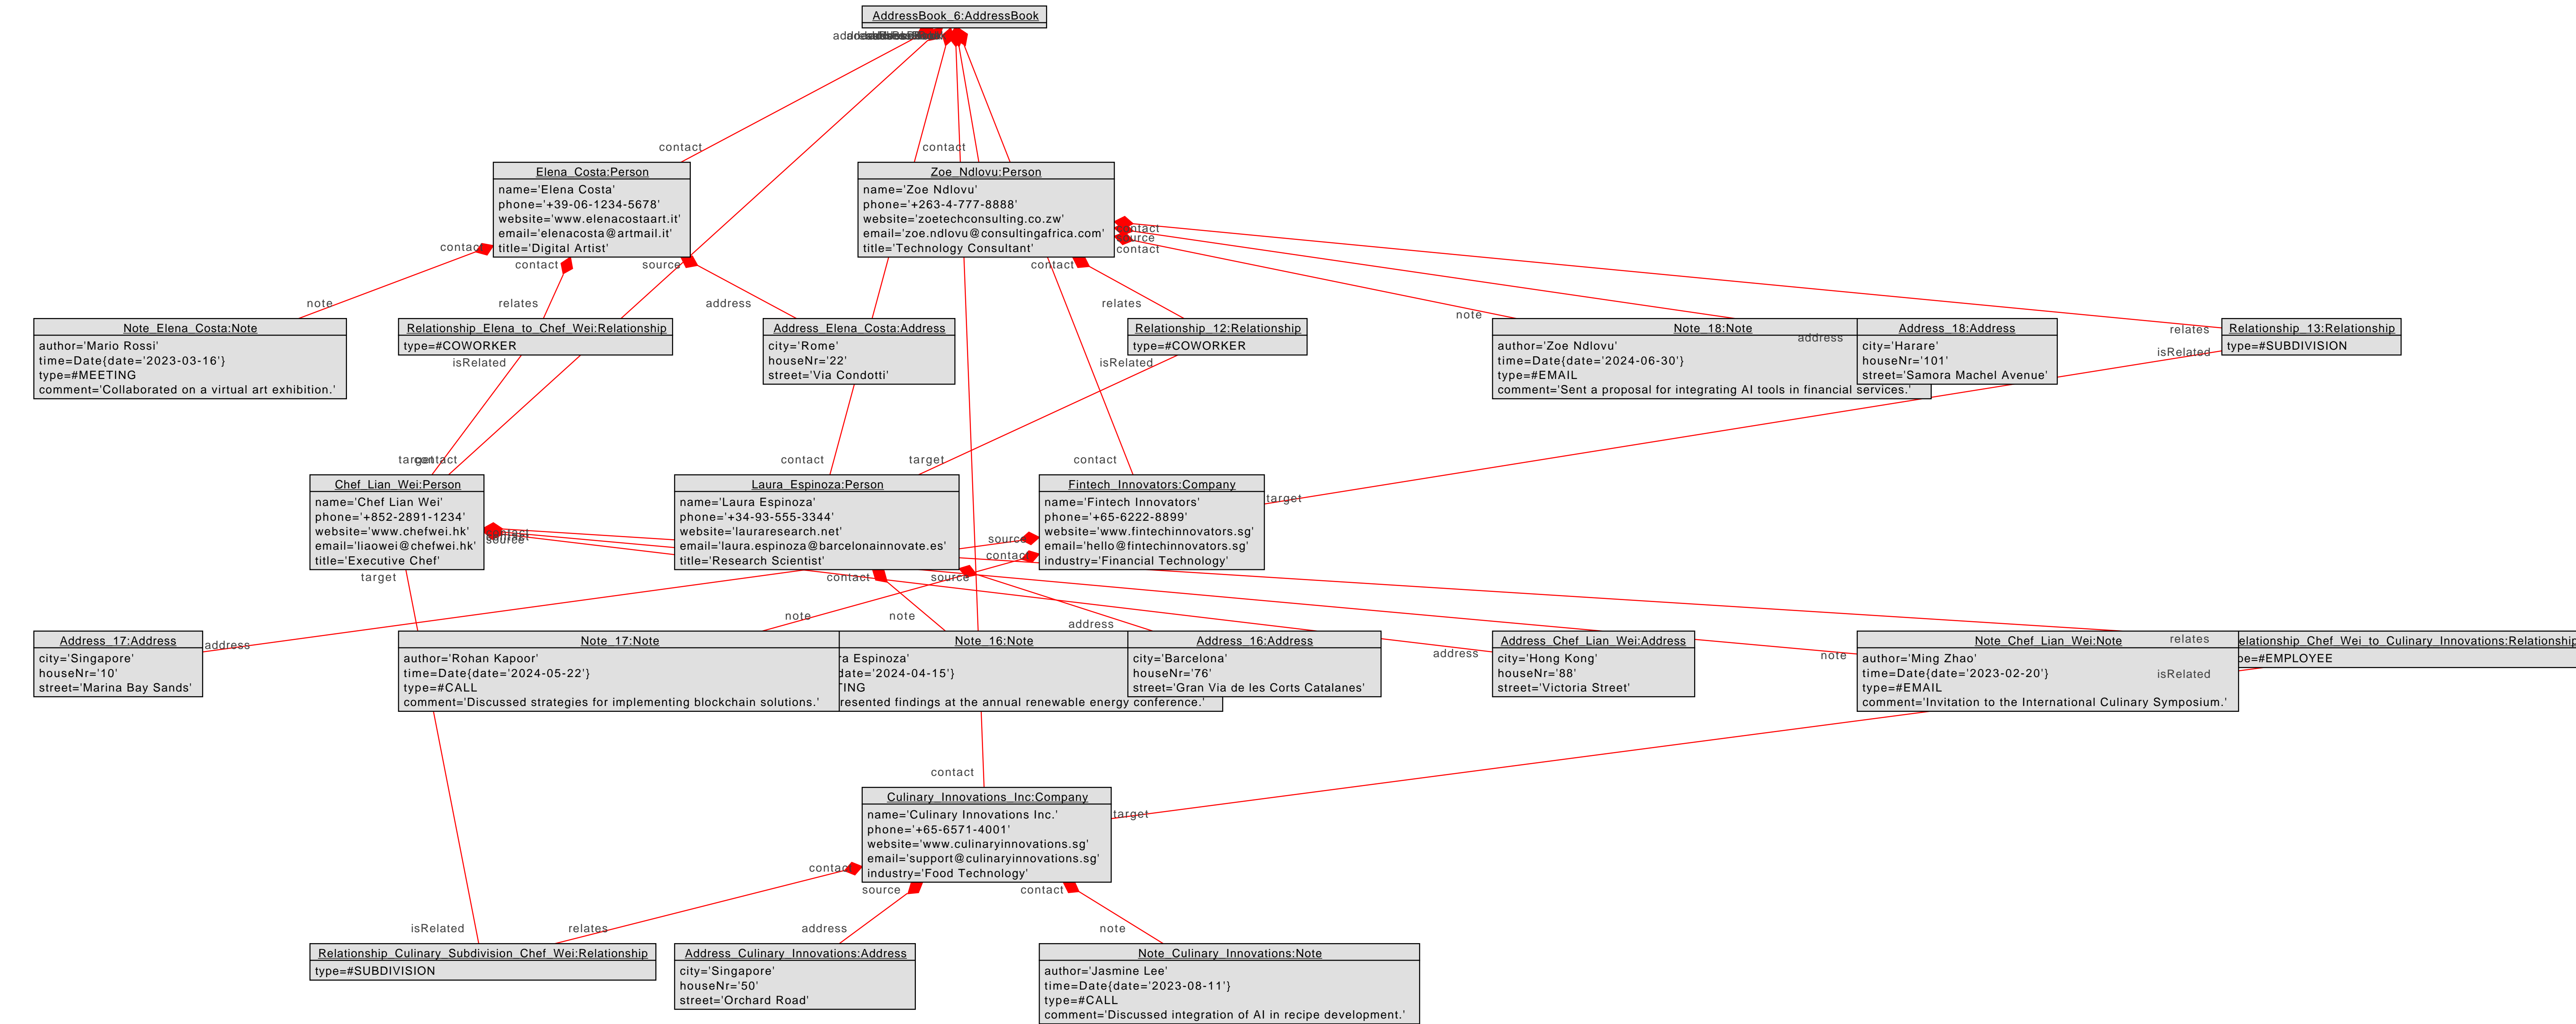 AddressBook_6:AddressBook
contact
contact
Elena_Costa:Person
name='Elena Costa'
phone='+39-06-1234-5678'
website='www.elenacostaart.it'
email='elenacosta@artmail.it'
title='Digital Artist'
Zoe_Ndlovu:Person
name='Zoe Ndlovu'
phone='+263-4-777-8888'
website='zoetechconsulting.co.zw'
email='zoe.ndlovu@consultingafrica.com'
title='Technology Consultant'
contact
source
contact
contact
contact
source
contact
note
relates
address
relates
note
address
relates
Note_Elena_Costa:Note
author='Mario Rossi'
time=Date{date='2023-03-16'}
type=#MEETING
comment='Collaborated on a virtual art exhibition.'
Relationship_Elena_to_Chef_Wei:Relationship
type=#COWORKER
Address_Elena_Costa:Address
city='Rome'
houseNr='22'
street='Via Condotti'
Relationship_12:Relationship
type=#COWORKER
Note_18:Note
author='Zoe Ndlovu'
time=Date{date='2024-06-30'}
type=#EMAIL
comment='Sent a proposal for integrating AI tools in financial services.'
Address_18:Address
city='Harare'
houseNr='101'
street='Samora Machel Avenue'
Relationship_13:Relationship
type=#SUBDIVISION
isRelated
isRelated
isRelated
target
contact
contact
target
contact
Chef_Lian_Wei:Person
name='Chef Lian Wei'
phone='+852-2891-1234'
website='www.chefwei.hk'
email='liaowei@chefwei.hk'
title='Executive Chef'
Laura_Espinoza:Person
name='Laura Espinoza'
phone='+34-93-555-3344'
website='lauraresearch.net'
email='laura.espinoza@barcelonainnovate.es'
title='Research Scientist'
Fintech_Innovators:Company
name='Fintech Innovators'
phone='+65-6222-8899'
website='www.fintechinnovators.sg'
email='hello@fintechinnovators.sg'
industry='Financial Technology'
target
contact
source
source
contact
target
contact
source
note
note
address
address
address
note
relates
Address_17:Address
city='Singapore'
houseNr='10'
street='Marina Bay Sands'
Note_17:Note
author='Rohan Kapoor'
time=Date{date='2024-05-22'}
type=#CALL
comment='Discussed strategies for implementing blockchain solutions.'
Note_16:Note
ra Espinoza'
date='2024-04-15'}
TING
resented findings at the annual renewable energy conference.'
Address_16:Address
city='Barcelona'
houseNr='76'
street='Gran Via de les Corts Catalanes'
Address_Chef_Lian_Wei:Address
city='Hong Kong'
houseNr='88'
street='Victoria Street'
Note_Chef_Lian_Wei:Note
author='Ming Zhao'
time=Date{date='2023-02-20'}
type=#EMAIL
comment='Invitation to the International Culinary Symposium.'
elationship_Chef_Wei_to_Culinary_Innovations:Relationship
pe=#EMPLOYEE
isRelated
contact
Culinary_Innovations_Inc:Company
name='Culinary Innovations Inc.'
phone='+65-6571-4001'
website='www.culinaryinnovations.sg'
email='support@culinaryinnovations.sg'
industry='Food Technology'
target
contact
source
contact
isRelated
relates
address
note
Relationship_Culinary_Subdivision_Chef_Wei:Relationship
type=#SUBDIVISION
Address_Culinary_Innovations:Address
city='Singapore'
houseNr='50'
street='Orchard Road'
Note_Culinary_Innovations:Note
author='Jasmine Lee'
time=Date{date='2023-08-11'}
type=#CALL
comment='Discussed integration of AI in recipe development.'